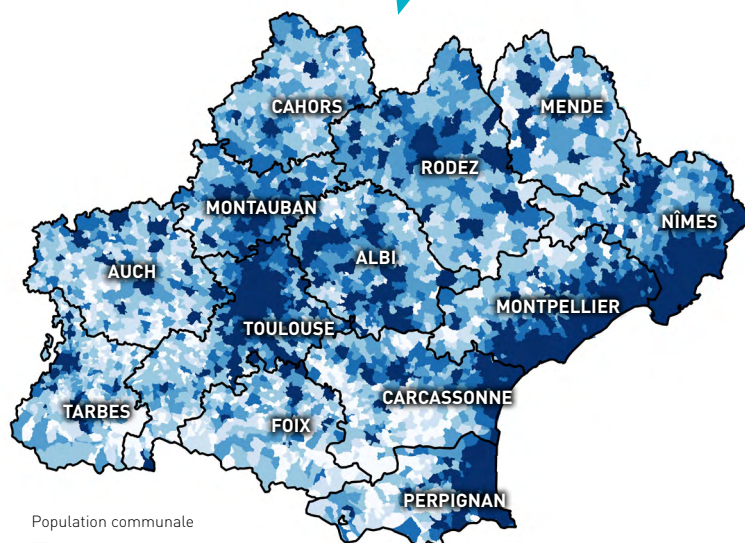 CAHORS
MENDE
RODEZ
MONTAUBAN
NÎMES
ALBI
AUCH
MONTPELLIER
TOULOUSE
CARCASSONNE
TARBES
FOIX
PERPIGNAN
Population communale